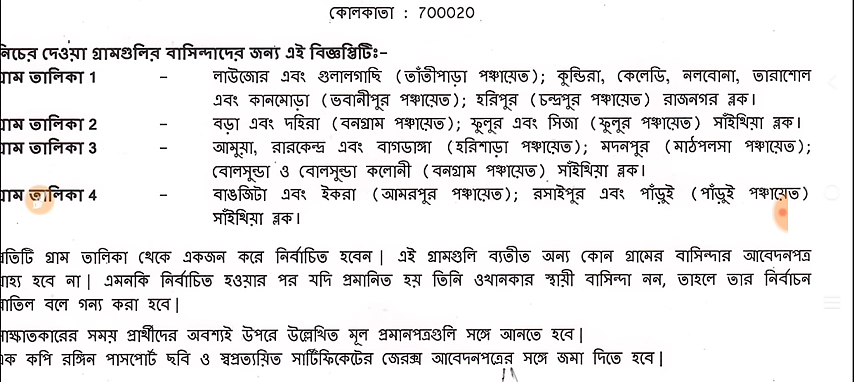 কোলকাতা : 700020
নিচের দেওয়া গ্রামগুলির বাসিন্দাদের জন্য এই বিজ্ঞপ্তিটিঃ-
গ্রাম তালিকা 1 - লাউজোর এবং গুলালগাছি (তাঁতীপাড়া পঞ্চায়েত); কুন্ডিরা, কেলেডি, নলবোনা, তারাশোল
এবং কানমোড়া (ভবানীপুর পঞ্চায়েত); হরিপুর (চন্দ্রপুর পঞ্চায়েত) রাজনগর ব্লক।
গ্রাম তালিকা 2 - বড়া এবং দহিরা (বনগ্রাম পঞ্চায়েত); ফুলুর এবং সিজা (ফুলুর পঞ্চায়েত) সাঁইথিয়া ব্লক।
গ্রাম তালিকা 3 - আমুয়া, রারকেন্দ্র এবং বাগডাঙ্গা (হরিশাড়া পঞ্চায়েত); মদনপুর (মাঠপলসা পঞ্চায়েত);
বোলসুন্ডা ও বোলসুন্ডা কলোনী (বনগ্রাম পঞ্চায়েত) সাঁইথিয়া ব্লক।
গ্রাম তালিকা 4 - বাঙজিটা এবং ইকরা (আমরপুর পঞ্চায়েত); রসাইপুর এবং পাঁড়ুই (পাঁড়ুই পঞ্চায়েত)
সাঁইথিয়া ব্লক।
প্রতিটি গ্রাম তালিকা থেকে একজন করে নির্বাচিত হবেন | এই গ্রামগুলি ব্যতীত অন্য কোন গ্রামের বাসিন্দার আবেদনপত্র
গ্রাহ্য হবে না | এমনকি নির্বাচিত হওয়ার পর যদি প্রমানিত হয় তিনি ওখানকার স্থায়ী বাসিন্দা নন, তাহলে তার নির্বাচন
বাতিল বলে গন্য করা হবে |
সাক্ষাতকারের সময় প্রার্থীদের অবশ্যই উপরে উল্লেখিত মূল প্রমানপত্রগুলি সঙ্গে আনতে হবে |
এক কপি রঙ্গিন পাসপোর্ট ছবি ও স্বপ্রত্যয়িত সার্টিফিকেটের জেরক্স আবেদনপত্রের সঙ্গে জমা দিতে হবে |